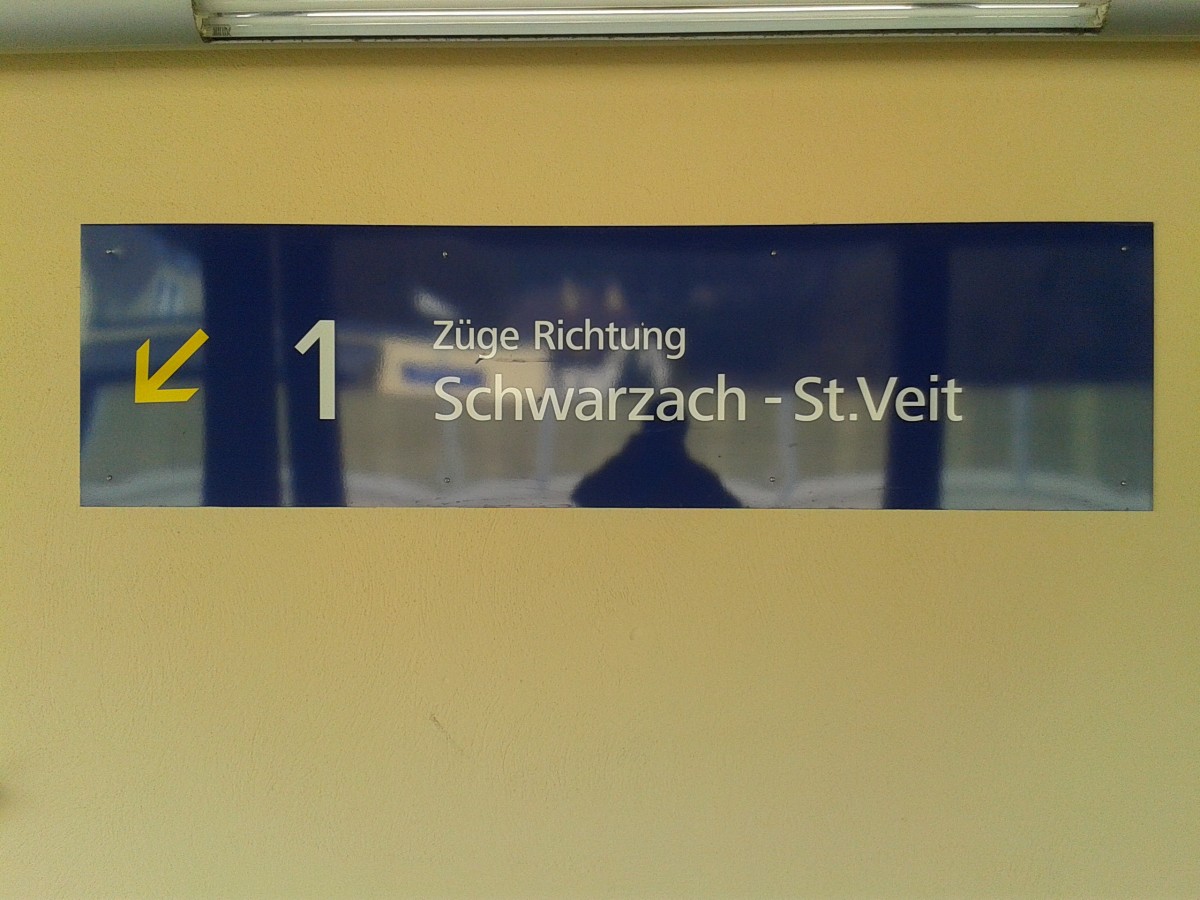 1
Züge Richtung
Schwarzach - St.Veit